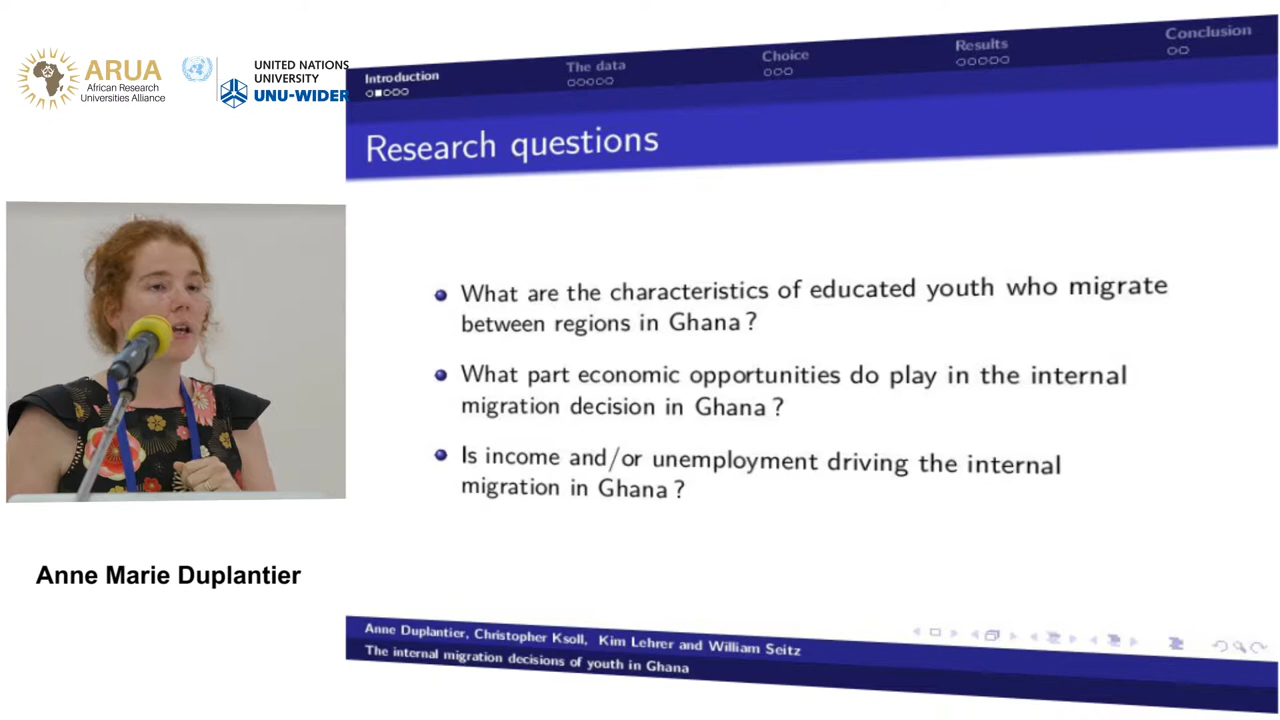 ARUA
African Research
Universities Alliance
UNITED NATIONS
UNIVERSITY
UNU-WIDER
Introduction
The data
Choice
Results
Conclusion
Research questions
What are the characteristics of educated youth who migrate
between regions in Ghana ?
What part economic opportunities do play in the internal
migration decision in Ghana ?
Is income and/or unemployment driving the internal
migration in Ghana ?
Anne Marie Duplantier
Anne Duplantier, Christopher Ksoll, Kim Lehrer and William Seitz
The internal migration decisions of youth in Ghana